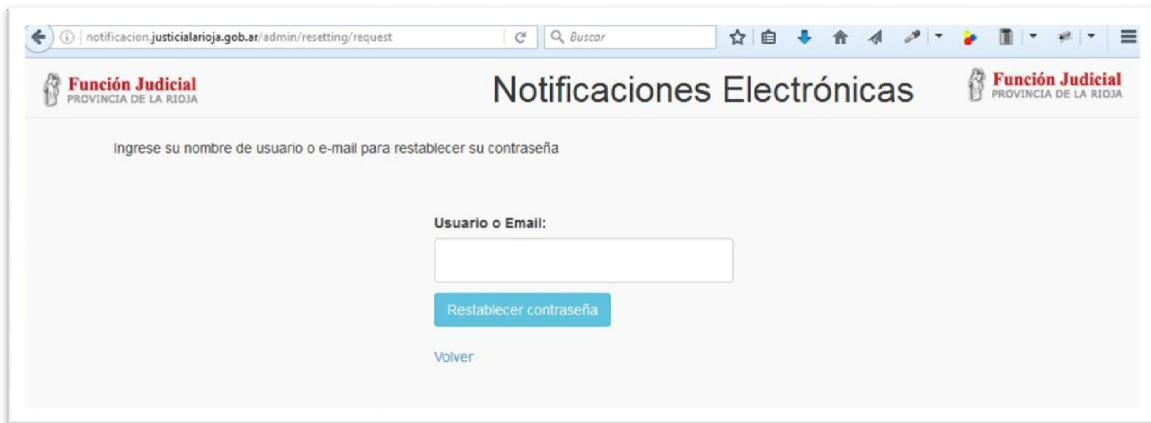 notificacion.justicialarioja.gob.ar/admin/resetting/request
Buscar
Función Judicial
PROVINCIA DE LA RIOJA
Notificaciones Electrónicas
Función Judicial
PROVINCIA DE LA RIOJA
Ingrese su nombre de usuario o e-mail para restablecer su contraseña
Usuario o Email:
Restablecer contraseña
Volver